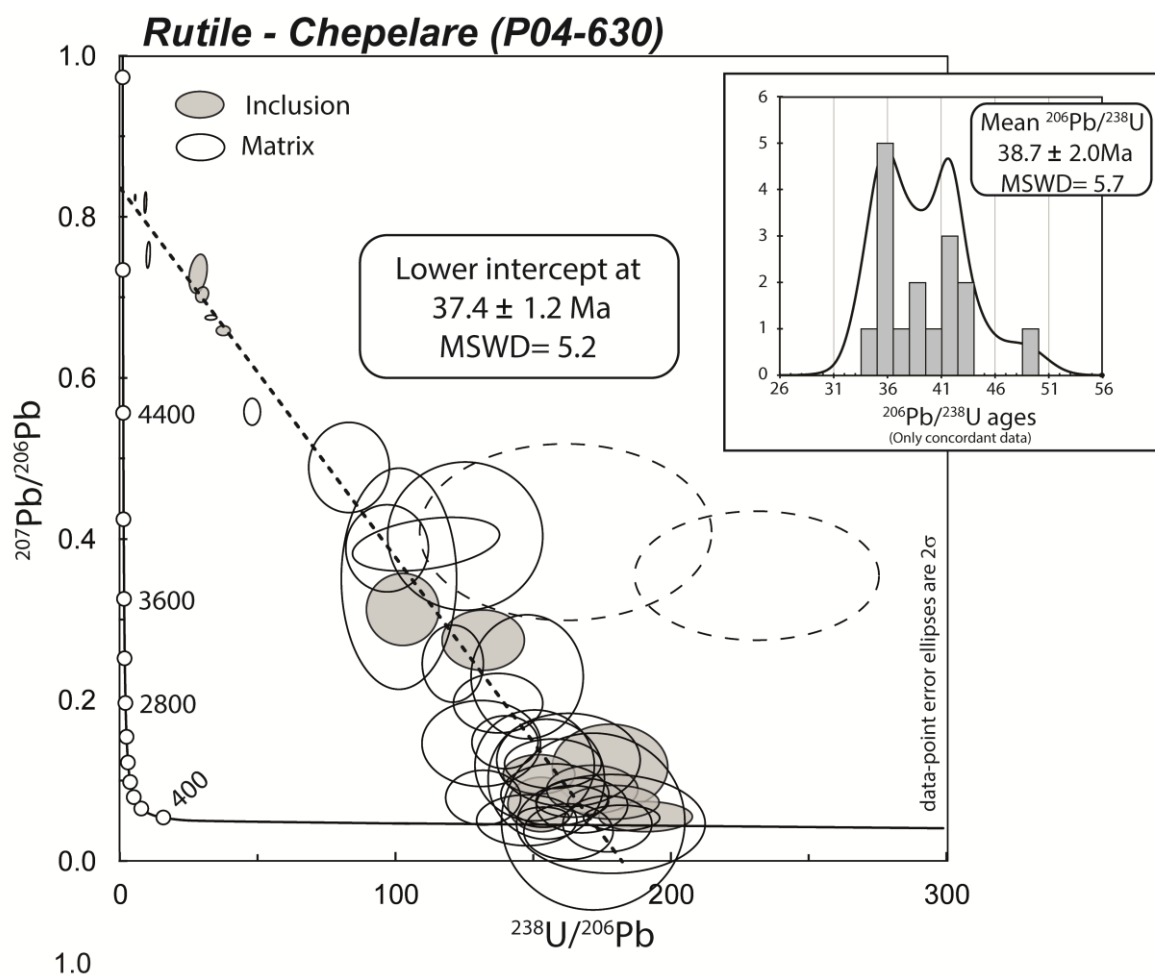 Rutile - Chepelare (P04-630)
1.0
0.8
0.6
0.4
0.2
0.0
²⁰⁷Pb/²⁰⁶Pb
Inclusion
Matrix
4400
3600
2800
400
Lower intercept at
37.4 ± 1.2 Ma
MSWD= 5.2
6
5
4
3
2
1
0
Mean ²⁰⁶Pb/²³⁸U
38.7 ± 2.0Ma
MSWD= 5.7
26 31 36 41 46 51 56
²⁰⁶Pb/²³⁸U ages
(Only concordant data)
data-point error ellipses are 2σ
0 100 200 300
²³⁸U/²⁰⁶Pb
1.0